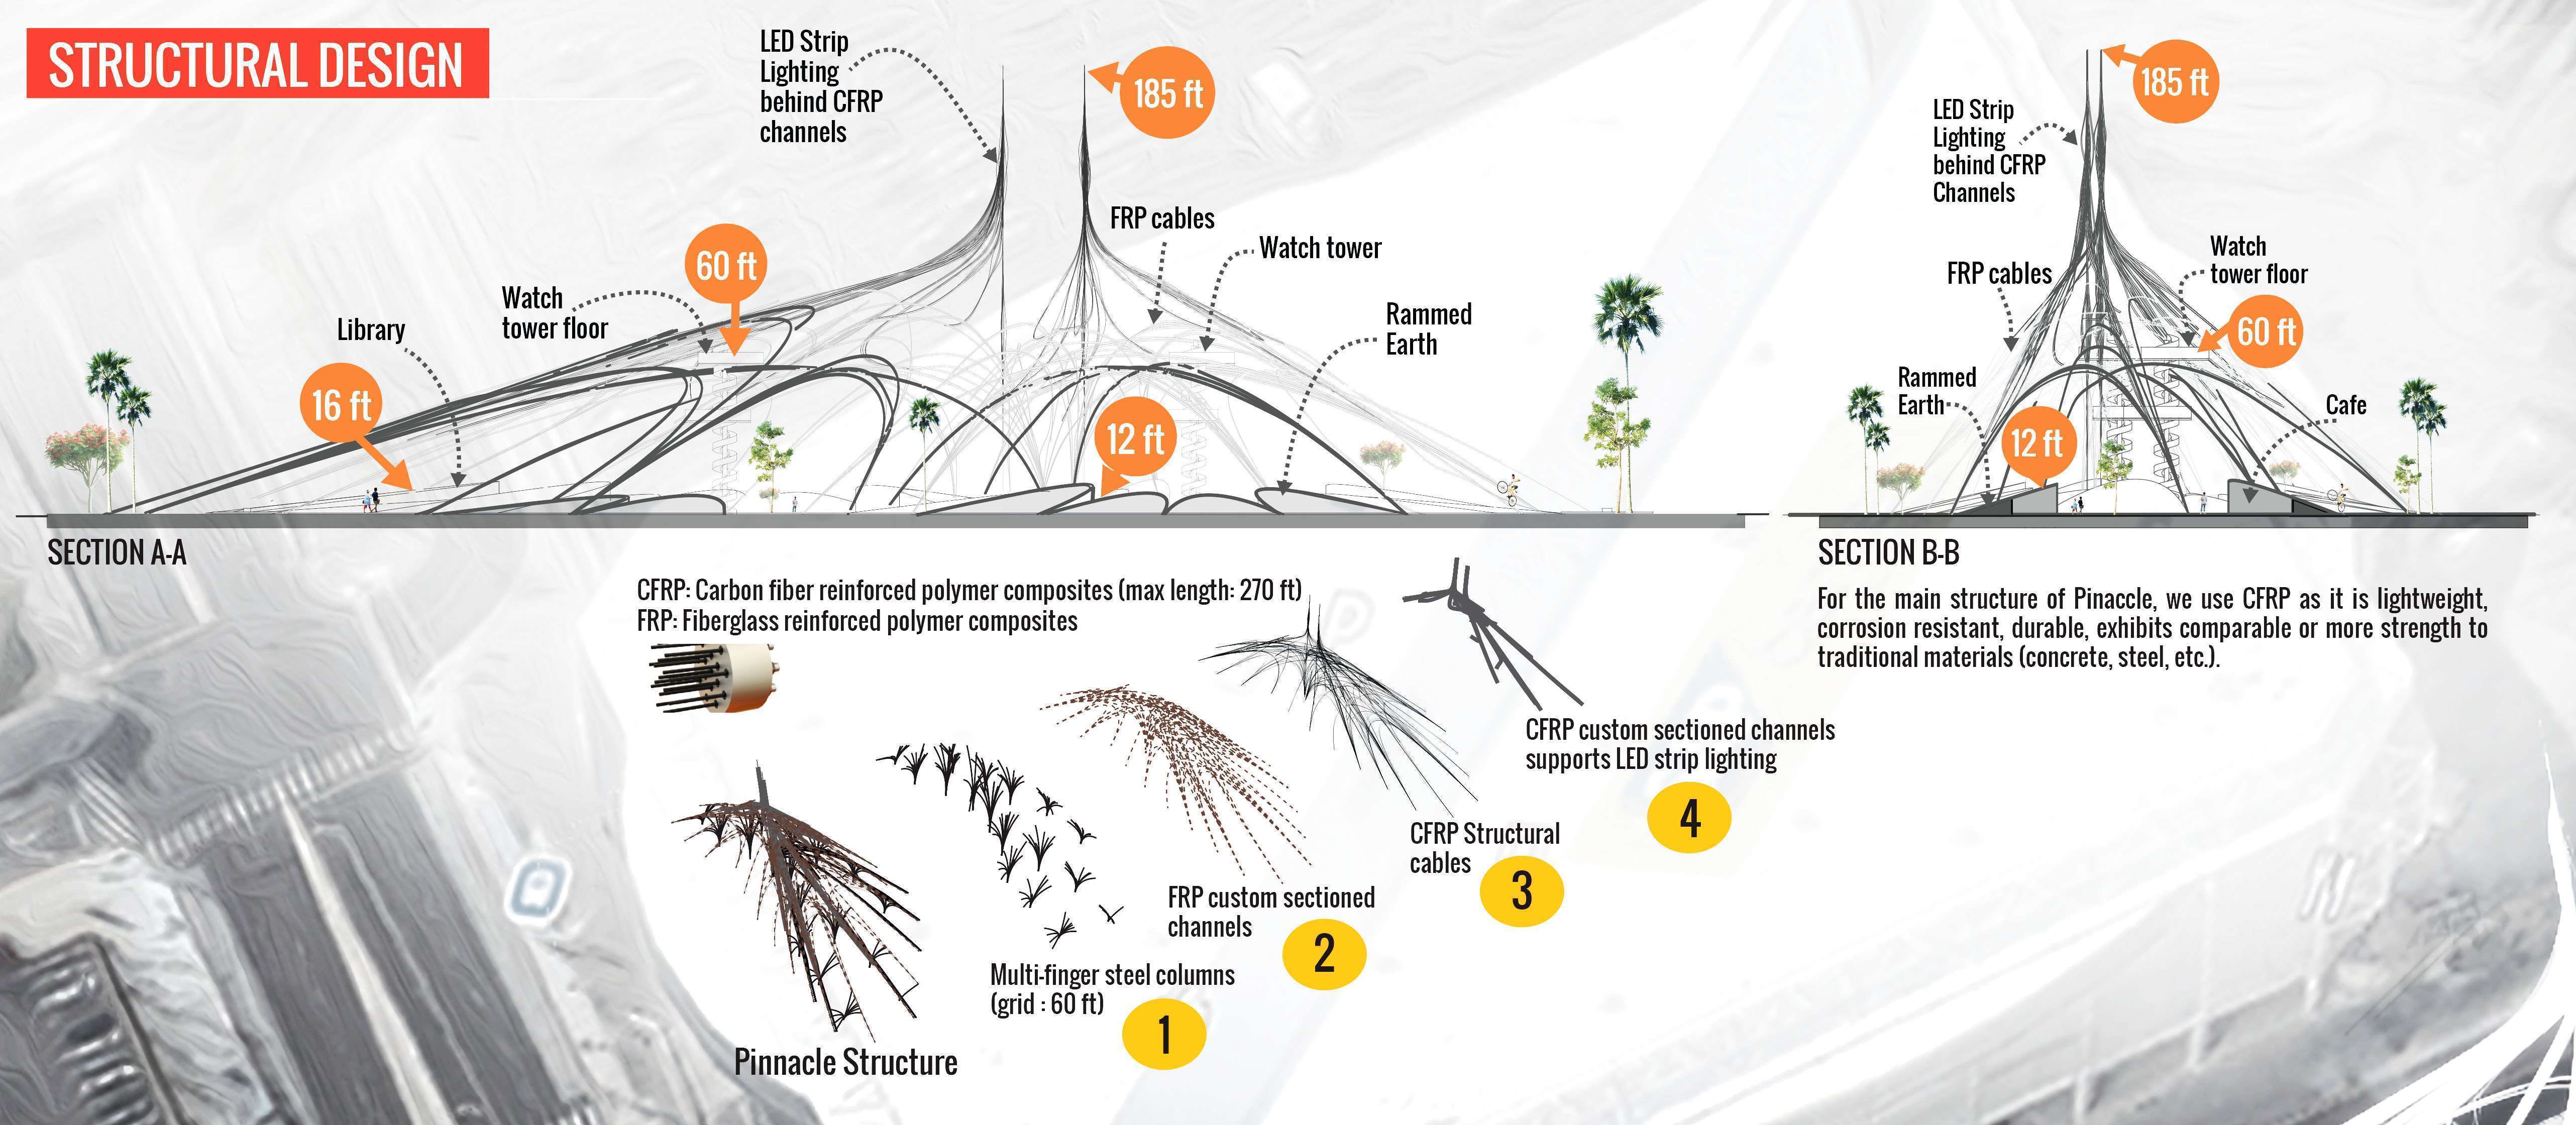 STRUCTURAL DESIGN
LED Strip
Lighting
behind CFRP
channels
185 ft
FRP cables
Watch tower
60 ft
Watch
tower floor
Library
16 ft
Rammed
Earth
12 ft
SECTION A-A
185 ft
LED Strip
Lighting
behind CFRP
Channels
Watch
tower floor
FRP cables
60 ft
Rammed
Earth
12 ft
Cafe
SECTION B-B
For the main structure of Pinaccle, we use CFRP as it is lightweight,
corrosion resistant, durable, exhibits comparable or more strength to
traditional materials (concrete, steel, etc.).
CFRP: Carbon fiber reinforced polymer composites (max length: 270 ft)
FRP: Fiberglass reinforced polymer composites
CFRP custom sectioned channels
supports LED strip lighting
4
CFRP Structural
cables
3
FRP custom sectioned
channels
2
Multi-finger steel columns
(grid : 60 ft)
1
Pinnacle Structure